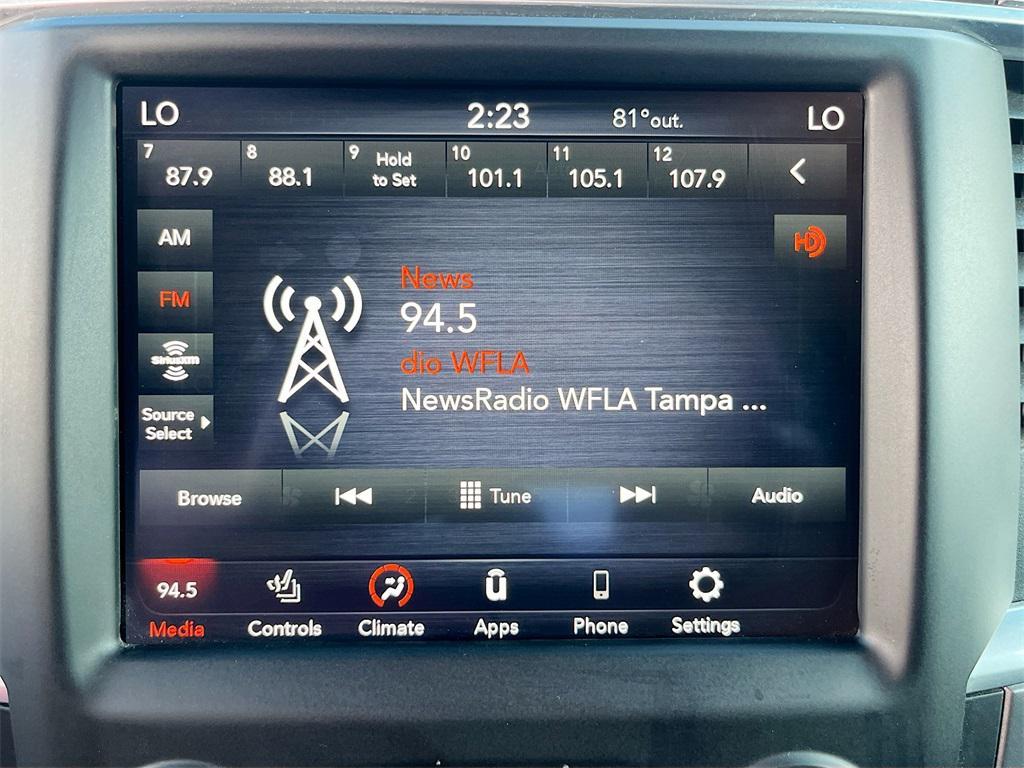 LO 2:23 81°out. LO
7 87.9 8 88.1 9 Hold to Set 10 101.1 11 105.1 12 107.9
AM
HD
News
FM
94.5
SiriusXM
dio WFLA
NewsRadio WFLA Tampa ...
Source
Select
Browse Tune Audio
94.5
Media Controls Climate Apps Phone Settings